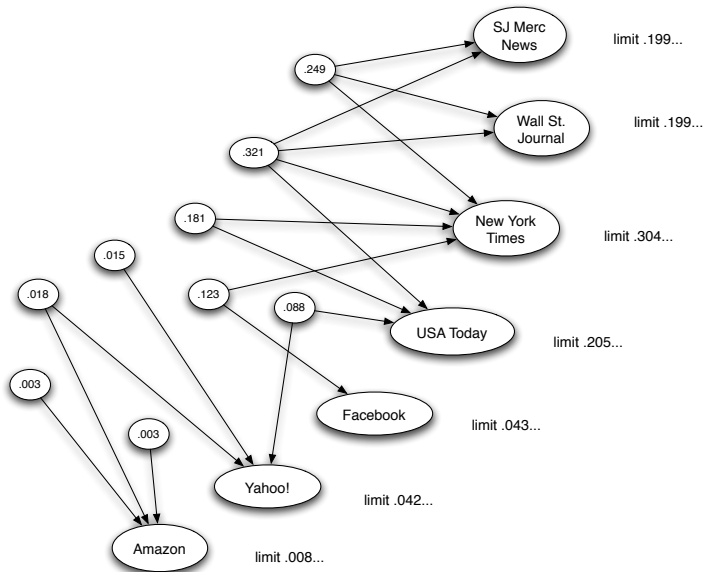 SJ Merc
News
limit .199...
.249
Wall St.
Journal
limit .199...
.321
.181
New York
Times
limit .304...
.015
.018
.123
.088
USA Today
limit .205...
.003
Facebook
limit .043...
.003
Yahoo!
limit .042...
Amazon
limit .008...